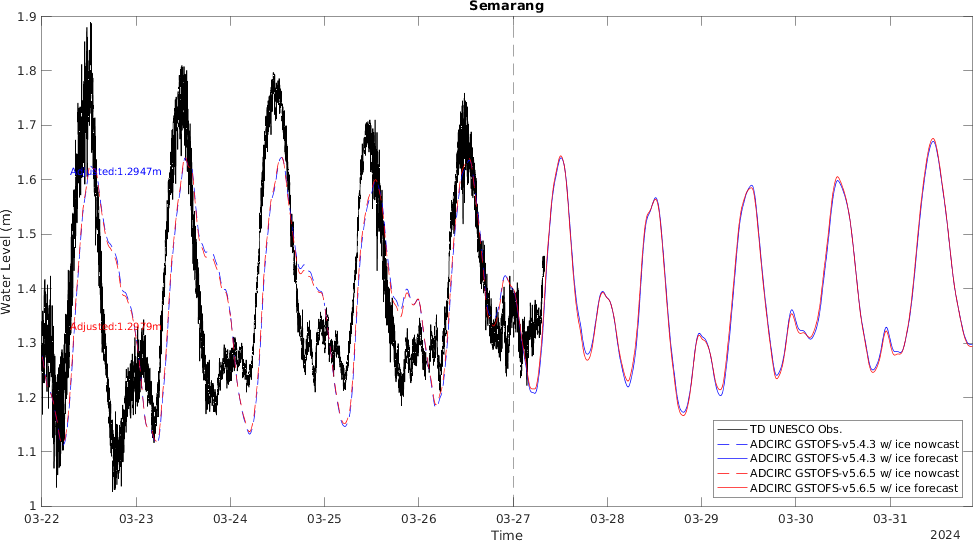 Semarang
1.9
1.8
1.7
1.6
1.5
1.4
1.3
1.2
1.1
1
Water Level (m)
Adjusted:1.2947m
Adjusted:1.2979m
TD UNESCO Obs.
ADCIRC GSTOFS-v5.4.3 w/ ice nowcast
ADCIRC GSTOFS-v5.4.3 w/ ice forecast
ADCIRC GSTOFS-v5.6.5 w/ ice nowcast
ADCIRC GSTOFS-v5.6.5 w/ ice forecast
03-22 03-23 03-24 03-25 03-26 03-27 03-28 03-29 03-30 03-31
Time
2024